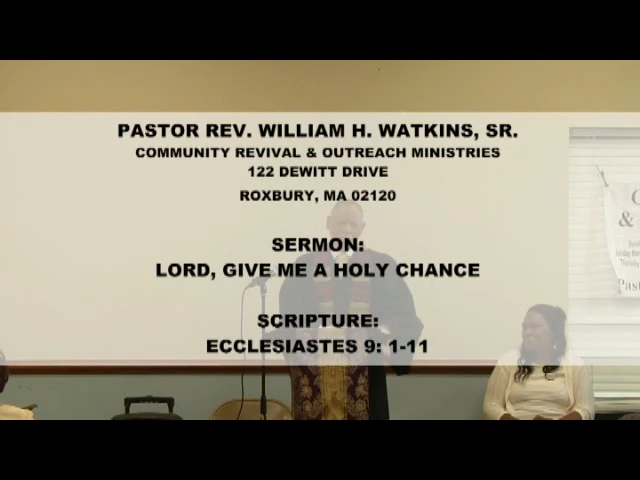 PASTOR REV. WILLIAM H. WATKINS, SR.
COMMUNITY REVIVAL & OUTREACH MINISTRIES
122 DEWITT DRIVE
ROXBURY, MA 02120
SERMON:
LORD, GIVE ME A HOLY CHANCE
SCRIPTURE:
ECCLESIASTES 9: 1-11
&
Past